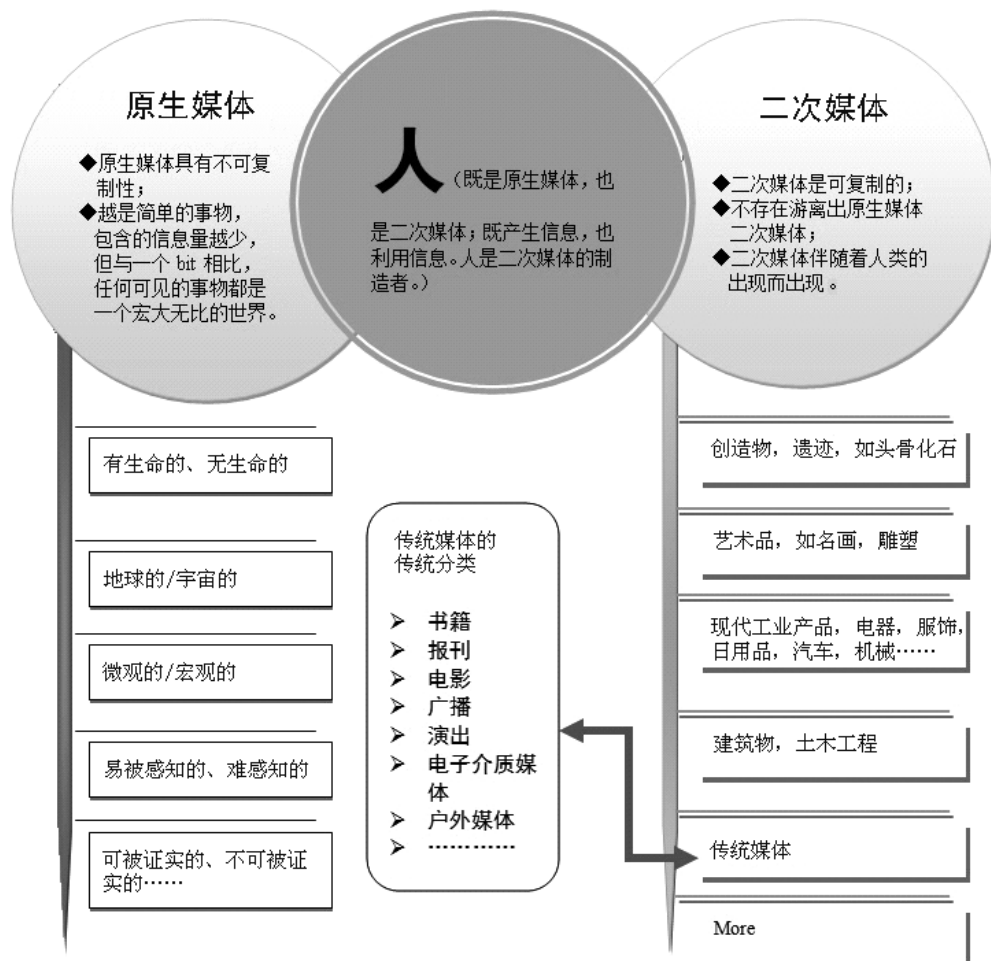 原生媒体
◆原生媒体具有不可复
制性；
◆越是简单的事物，
包含的信息量越少，
但与一个 bit 相比，
任何可见的事物都是
一个宏大无比的世界。
人（既是原生媒体，也
是二次媒体；既产生信息，也
利用信息。人是二次媒体的制
造者。）
二次媒体
◆二次媒体是可复制的；
◆不存在游离出原生媒体
二次媒体；
◆二次媒体伴随着人类的
出现而出现。
有生命的、无生命的
地球的/宇宙的
微观的/宏观的
易被感知的、难感知的
可被证实的、不可被证
实的……
传统媒体的
传统分类
➢ 书籍
➢ 报刊
➢ 电影
➢ 广播
➢ 演出
➢ 电子介质媒
体
➢ 户外媒体
➢ …………
创造物，遗迹，如头骨化石
艺术品，如名画，雕塑
现代工业产品，电器，服饰，
日用品，汽车，机械……
建筑物，土木工程
传统媒体
More